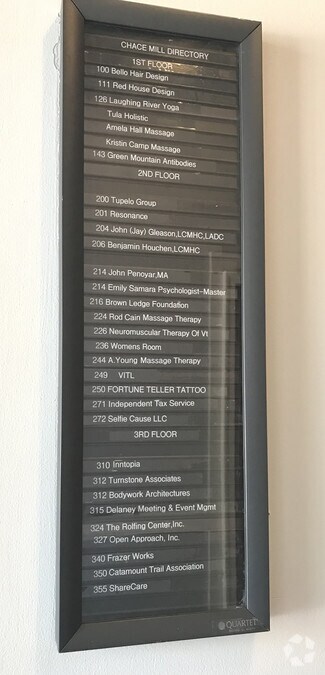 CHACE MILL DIRECTORY
1ST FLOOR
100 Bello Hair Design
111 Red House Design
126 Laughing River Yoga
Tula Holistic
Amela Hall Massage
Kristin Camp Massage
143 Green Mountain Antibodies
2ND FLOOR
200 Tupelo Group
201 Resonance
204 John (Jay) Gleason,LCMHC,LADC
206 Benjamin Houchen,LCMHC
214 John Penoyar,MA
214 Emily Samara Psychologist-Master
216 Brown Ledge Foundation
224 Rod Cain Massage Therapy
226 Neuromuscular Therapy Of Vt
236 Womens Room
244 A.Young Massage Therapy
249 VITL
250 FORTUNE TELLER TATTOO
271 Independent Tax Service
272 Selfie Cause LLC
3RD FLOOR
310 Inntopia
312 Turnstone Associates
312 Bodywork Architectures
315 Delaney Meeting & Event Mgmt
324 The Rolfing Center,Inc.
327 Open Approach, Inc.
340 Frazer Works
350 Catamount Trail Association
355 ShareCare
QUARTET